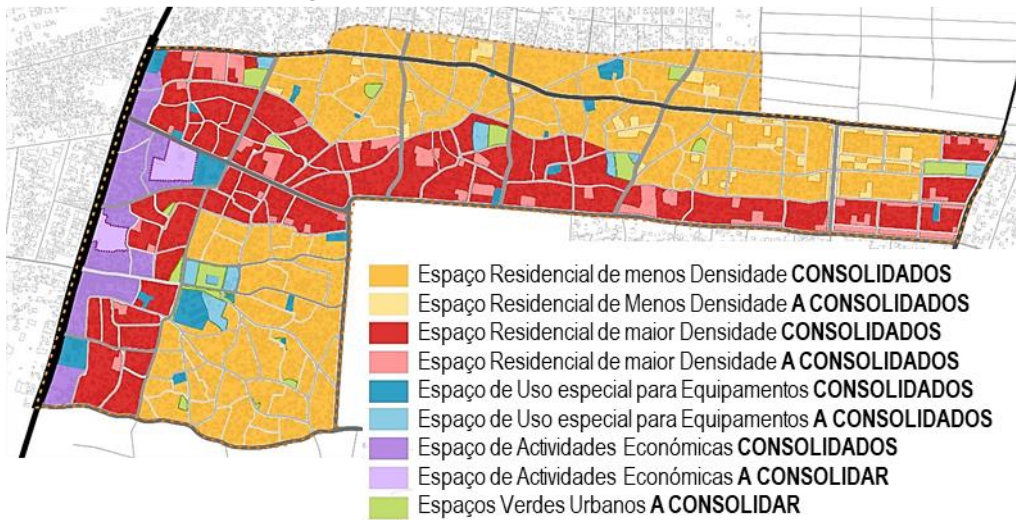 Espaço Residencial de menos Densidade CONSOLIDADOS
Espaço Residencial de Menos Densidade A CONSOLIDADOS
Espaço Residencial de maior Densidade CONSOLIDADOS
Espaço Residencial de maior Densidade A CONSOLIDADOS
Espaço de Uso especial para Equipamentos CONSOLIDADOS
Espaço de Uso especial para Equipamentos A CONSOLIDADOS
Espaço de Actividades Económicas CONSOLIDADOS
Espaço de Actividades Económicas A CONSOLIDAR
Espaços Verdes Urbanos A CONSOLIDAR